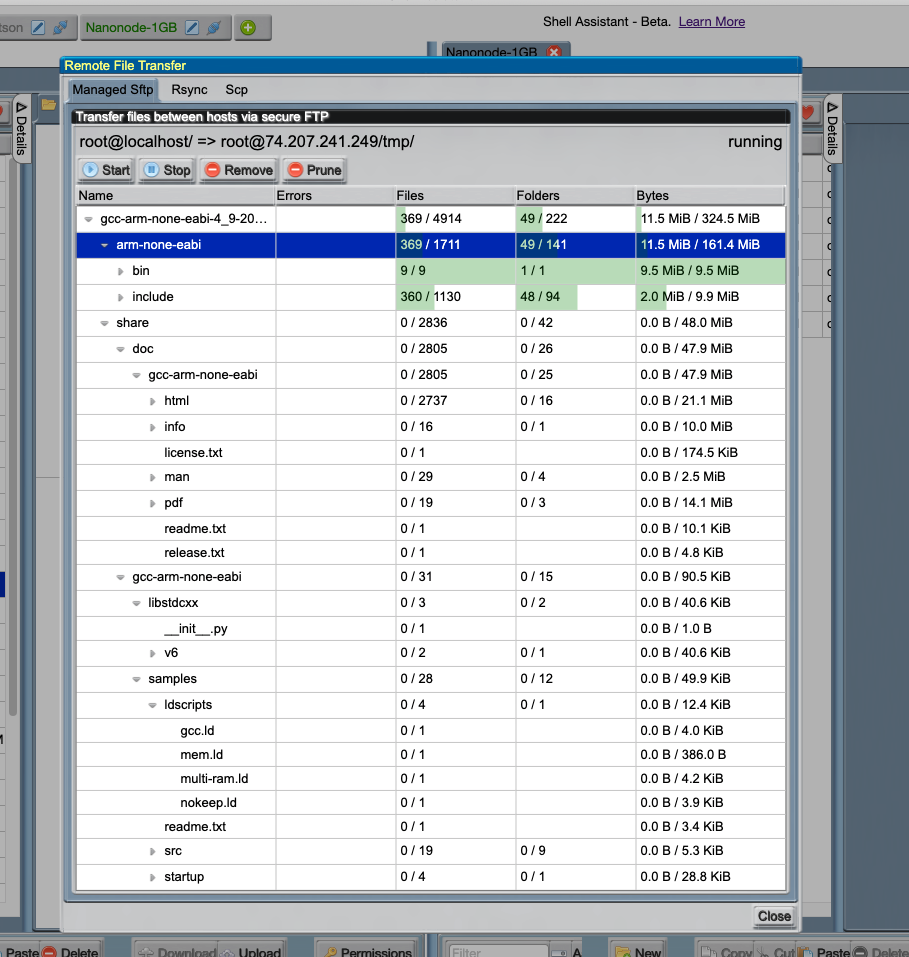 tson Nanonode-1GB Shell Assistant - Beta. Learn More
Nanonode-1GB
Remote File Transfer
Managed Sftp Rsync Scp
Transfer files between hosts via secure FTP
root@localhost/ => root@74.207.241.249/tmp/ running
Start Stop Remove Prune
Details
Details
Name Errors Files Folders Bytes
gcc-arm-none-eabi-4_9-20... 369 / 4914 49 / 222 11.5 MiB / 324.5 MiB
arm-none-eabi 369 / 1711 49 / 141 11.5 MiB / 161.4 MiB
bin 9 / 9 1 / 1 9.5 MiB / 9.5 MiB
include 360 / 1130 48 / 94 2.0 MiB / 9.9 MiB
share 0 / 2836 0 / 42 0.0 B / 48.0 MiB
doc 0 / 2805 0 / 26 0.0 B / 47.9 MiB
gcc-arm-none-eabi 0 / 2805 0 / 25 0.0 B / 47.9 MiB
html 0 / 2737 0 / 16 0.0 B / 21.1 MiB
info 0 / 16 0 / 1 0.0 B / 10.0 MiB
license.txt 0 / 1 0.0 B / 174.5 KiB
man 0 / 29 0 / 4 0.0 B / 2.5 MiB
pdf 0 / 19 0 / 3 0.0 B / 14.1 MiB
readme.txt 0 / 1 0.0 B / 10.1 KiB
release.txt 0 / 1 0.0 B / 4.8 KiB
gcc-arm-none-eabi 0 / 31 0 / 15 0.0 B / 90.5 KiB
libstdcxx 0 / 3 0 / 2 0.0 B / 40.6 KiB
__init__.py 0 / 1 0.0 B / 1.0 B
v6 0 / 2 0 / 1 0.0 B / 40.6 KiB
samples 0 / 28 0 / 12 0.0 B / 49.9 KiB
ldscripts 0 / 4 0 / 1 0.0 B / 12.4 KiB
gcc.ld 0 / 1 0.0 B / 4.0 KiB
mem.ld 0 / 1 0.0 B / 386.0 B
multi-ram.ld 0 / 1 0.0 B / 4.2 KiB
nokeep.ld 0 / 1 0.0 B / 3.9 KiB
readme.txt 0 / 1 0.0 B / 3.4 KiB
src 0 / 19 0 / 9 0.0 B / 5.3 KiB
startup 0 / 4 0 / 1 0.0 B / 28.8 KiB
Close
Paste Delete Download Upload Permissions Filter A New Copy Cut Paste Delete